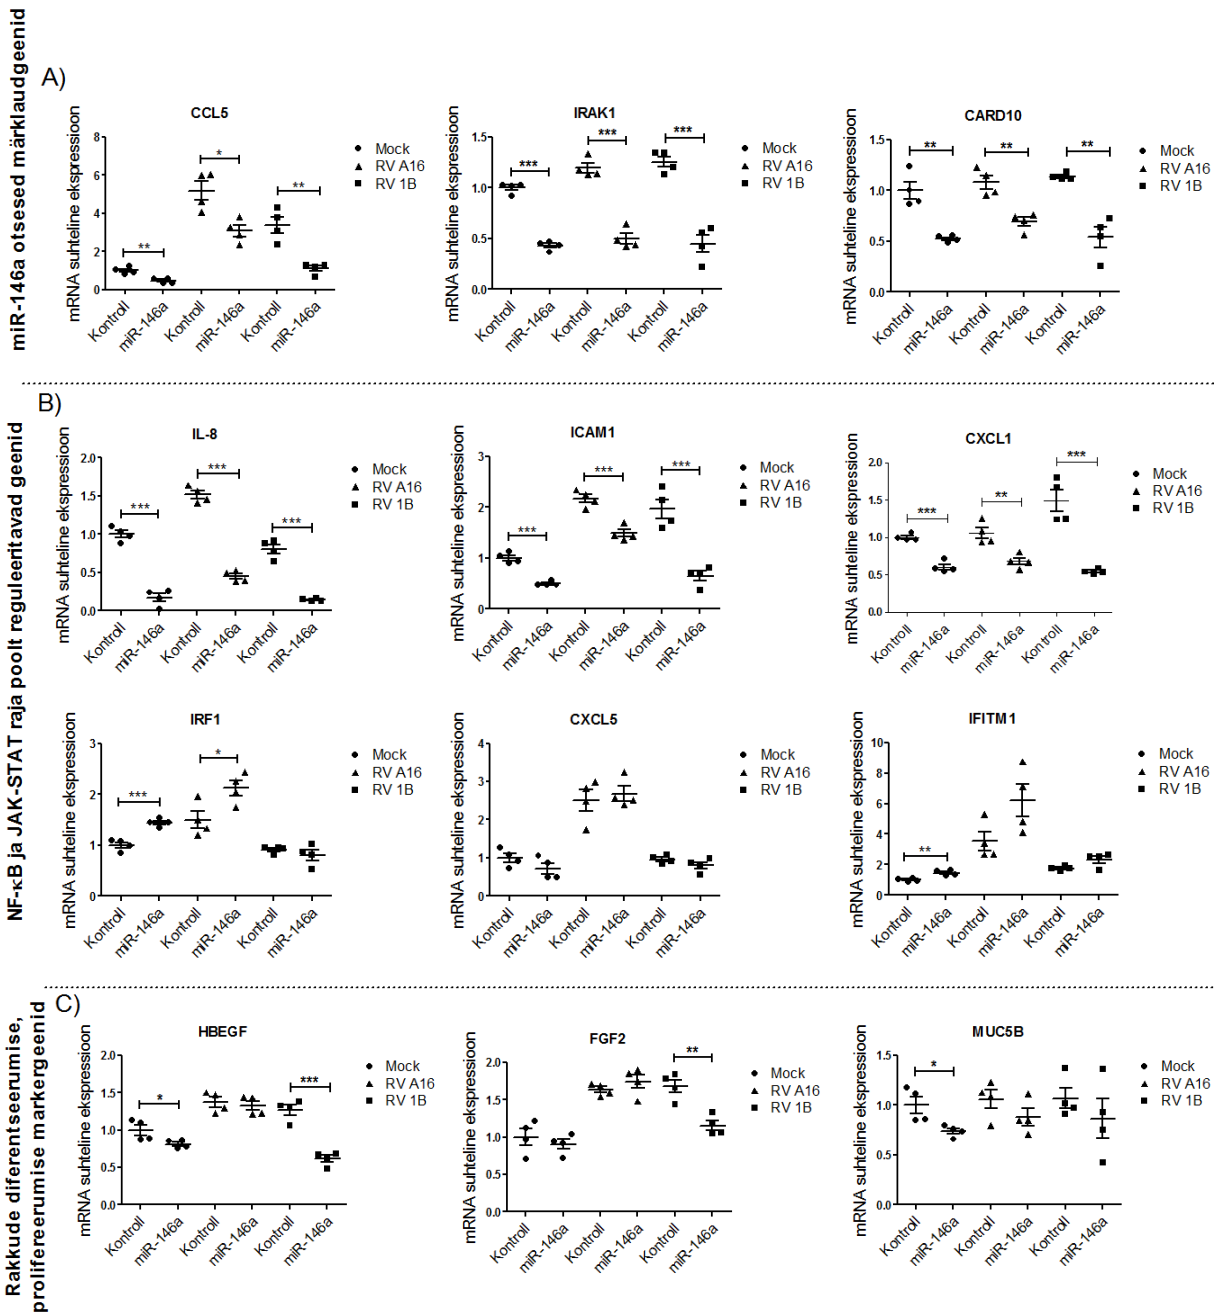 miR-146a otsesed märklaudgeenid
A)
CCL5
mRNA suhteline ekspressioon
8
6
4
2
0
*
**
**
Mock
RV A16
RV 1B
Kontroll
miR-146a
Kontroll
miR-146a
Kontroll
miR-146a
IRAK1
mRNA suhteline ekspressioon
1.5
1.0
0.5
0.0
***
***
***
Mock
RV A16
RV 1B
Kontroll
miR-146a
Kontroll
miR-146a
Kontroll
miR-146a
CARD10
mRNA suhteline ekspressioon
1.5
1.0
0.5
0.0
**
**
**
Mock
RV A16
RV 1B
Kontroll
miR-146a
Kontroll
miR-146a
Kontroll
miR-146a
NF-κB ja JAK-STAT raja poolt reguleeritavad geenid
B)
IL-8
mRNA suhteline ekspressioon
2.0
1.5
1.0
0.5
0.0
***
***
***
Mock
RV A16
RV 1B
Kontroll
miR-146a
Kontroll
miR-146a
Kontroll
miR-146a
ICAM1
mRNA suhteline ekspressioon
3
2
1
0
***
***
***
Mock
RV A16
RV 1B
Kontroll
miR-146a
Kontroll
miR-146a
Kontroll
miR-146a
CXCL1
mRNA suhteline ekspressioon
2.0
1.5
1.0
0.5
0.0
***
**
***
Mock
RV A16
RV 1B
Kontroll
miR-146a
Kontroll
miR-146a
Kontroll
miR-146a
IRF1
mRNA suhteline ekspressioon
3
2
1
0
***
*
Mock
RV A16
RV 1B
Kontroll
miR-146a
Kontroll
miR-146a
Kontroll
miR-146a
CXCL5
mRNA suhteline ekspressioon
4
3
2
1
0
Mock
RV A16
RV 1B
Kontroll
miR-146a
Kontroll
miR-146a
Kontroll
miR-146a
IFITM1
mRNA suhteline ekspressioon
10
8
6
4
2
0
**
Mock
RV A16
RV 1B
Kontroll
miR-146a
Kontroll
miR-146a
Kontroll
miR-146a
Rakkude diferentseerumise,
prolifereerumise markergeenid
C)
HBEGF
mRNA suhteline ekspressioon
2.0
1.5
1.0
0.5
0.0
*
***
Mock
RV A16
RV 1B
Kontroll
miR-146a
Kontroll
miR-146a
Kontroll
miR-146a
FGF2
mRNA suhteline ekspressioon
2.0
1.5
1.0
0.5
0.0
**
Mock
RV A16
RV 1B
Kontroll
miR-146a
Kontroll
miR-146a
Kontroll
miR-146a
MUC5B
mRNA suhteline ekspressioon
1.5
1.0
0.5
0.0
*
Mock
RV A16
RV 1B
Kontroll
miR-146a
Kontroll
miR-146a
Kontroll
miR-146a